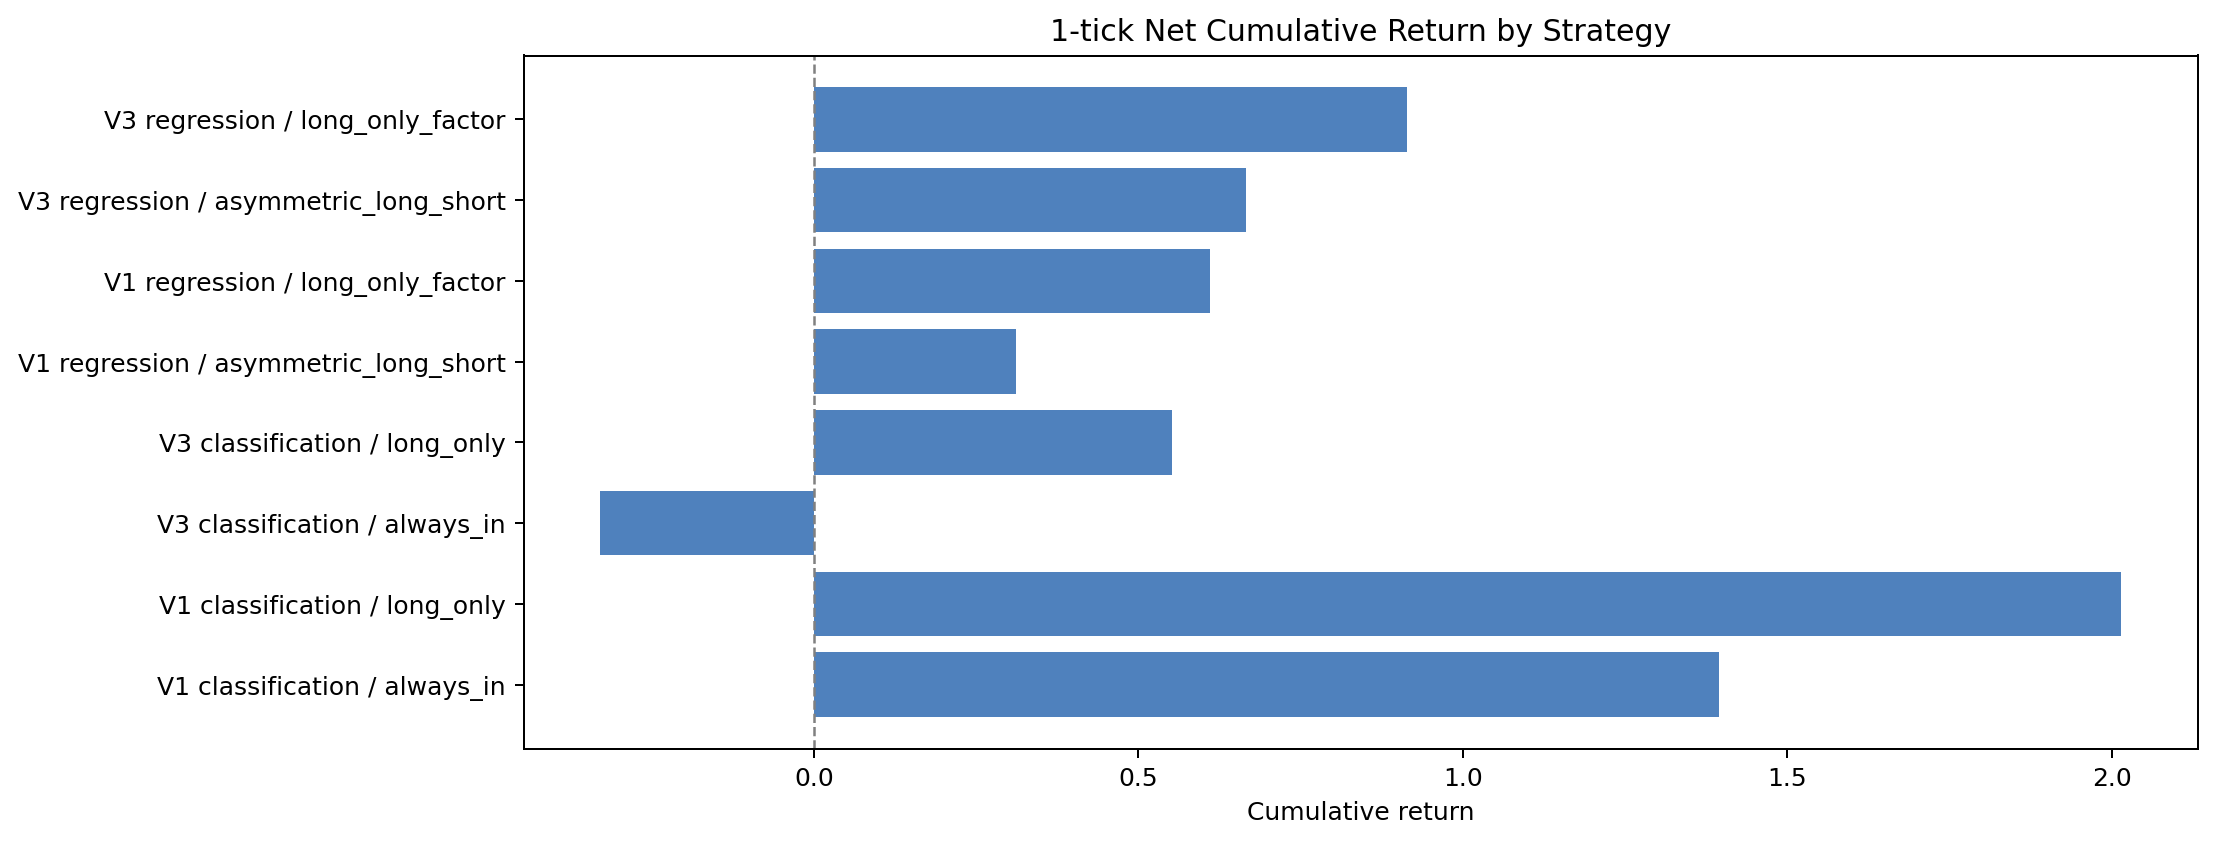 1-tick Net Cumulative Return by Strategy
V3 regression / long_only_factor
V3 regression / asymmetric_long_short
V1 regression / long_only_factor
V1 regression / asymmetric_long_short
V3 classification / long_only
V3 classification / always_in
V1 classification / long_only
V1 classification / always_in
0.0 0.5 1.0 1.5 2.0
Cumulative return